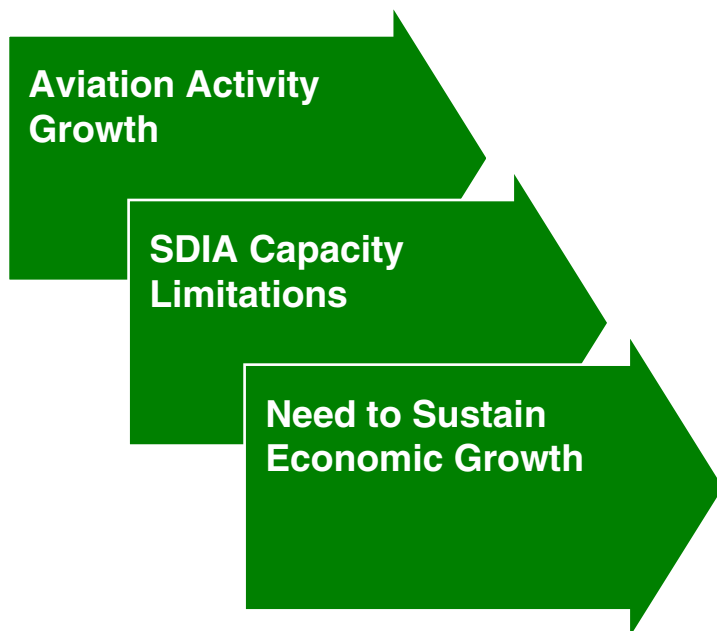 Aviation Activity
Growth
SDIA Capacity
Limitations
Need to Sustain
Economic Growth